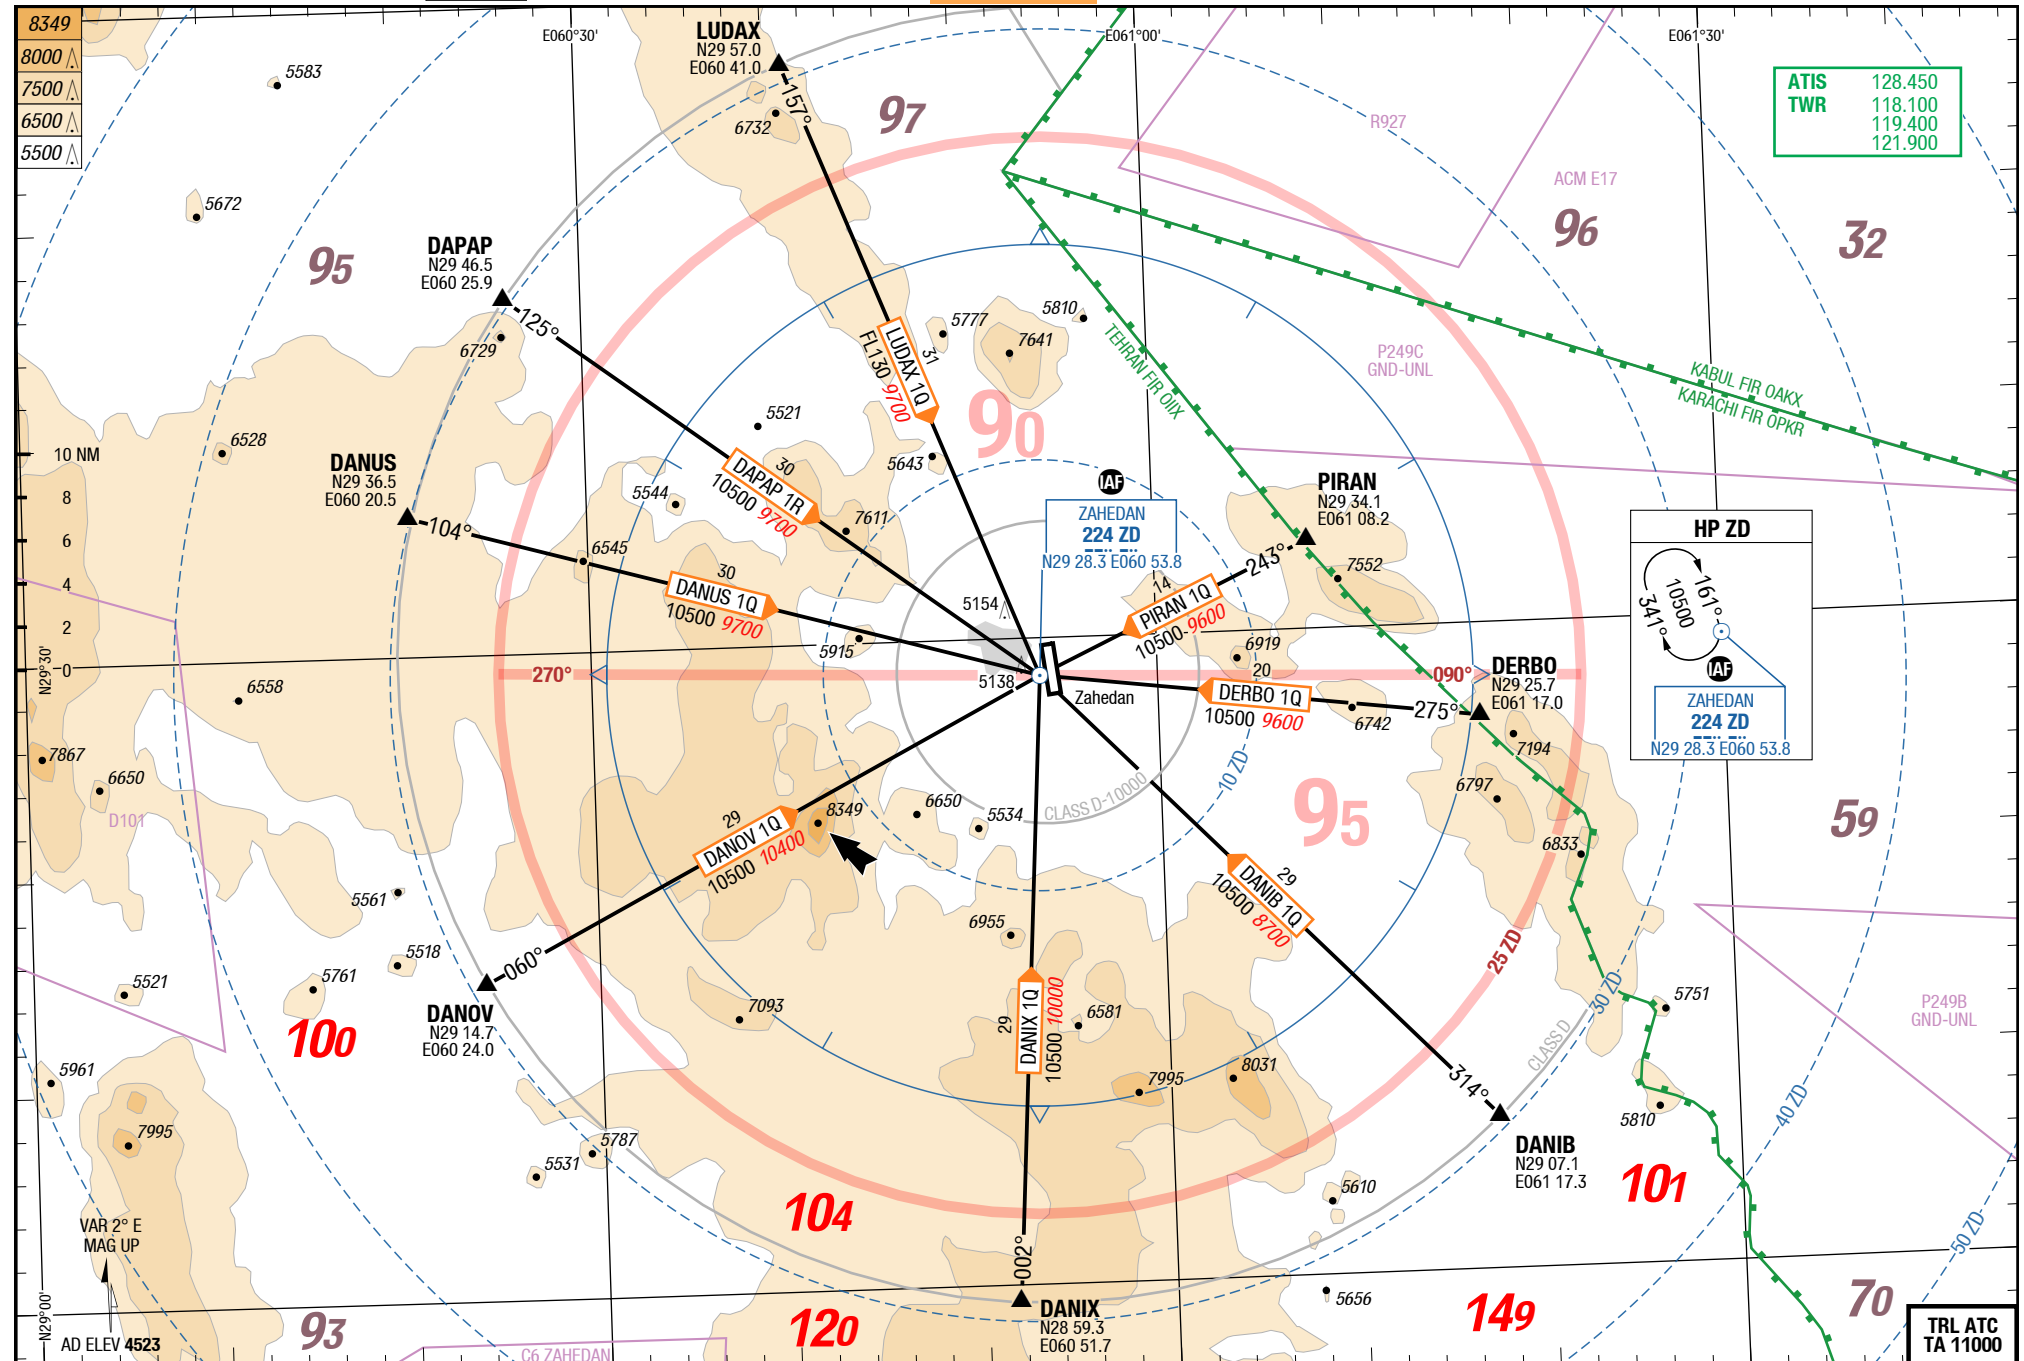 8349
8000
7500
6500
5500
E060°30'
E061°00'
E061°30'
LUDAX
N29 57.0
E060 41.0
157°
6732
5583
5672
97
R927
ACM E17
96
32
ATIS 128.450
TWR 118.100
119.400
121.900
95
DAPAP
N29 46.5
E060 25.9
125°
6729
LUDAX 1Q
31
FL130 9700
5777
7641
5810
90
TEHRAN FIR OIIX
P249C
GND-UNL
KABUL FIR OAKX
KARACHI FIR OPKR
5521
6528
10 NM
8
6
4
2
0
DANUS
N29 36.5
E060 20.5
104°
5643
5544
30
DAPAP 1R
10500 9700
7611
IAF
ZAHEDAN
224 ZD
N29 28.3 E060 53.8
PIRAN
N29 34.1
E061 08.2
243°
7552
14
PIRAN 1Q
10500 9600
6545
30
DANUS 1Q
10500 9700
5154
5915
5138
6919
HP ZD
161°
10500
341°
IAF
ZAHEDAN
224 ZD
N29 28.3 E060 53.8
N29°30'
270°
090°
20
DERBO 1Q
10500 9600
275°
DERBO
N29 25.7
E061 17.0
Zahedan
6742
7194
6558
7867
6650
D101
10 ZD
CLASS D-10000
6797
95
6833
59
29
DANOV 1Q
10500 10400
8349
6650
5534
29
DANIB 1Q
10500 8700
5561
5518
5761
5521
060°
DANOV
N29 14.7
E060 24.0
6955
25 ZD
30 ZD
5751
P249B
GND-UNL
100
7093
29
DANIX 1Q
10500 10000
6581
7995
8031
314°
CLASS D
5961
7995
5810
40 ZD
DANIB
N29 07.1
E061 17.3
5787
5531
5610
101
104
VAR 2° E
MAG UP
50 ZD
002°
N29°00'
AD ELEV 4523
93
C6 ZAHEDAN
120
DANIX
N28 59.3
E060 51.7
5656
149
70
TRL ATC
TA 11000